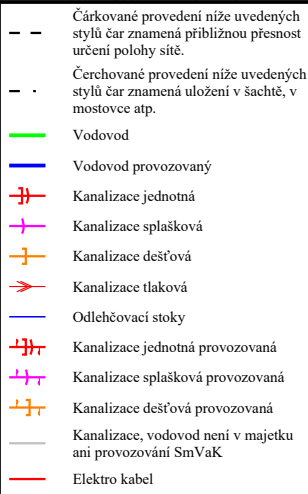 Čárkované provedení níže uvedených
stylů čar znamená přibližnou přesnost
určení polohy sítě.
Čerchované provedení níže uvedených
stylů čar znamená uložení v šachtě, v
mostovce atp.
Vodovod
Vodovod provozovaný
Kanalizace jednotná
Kanalizace splašková
Kanalizace dešťová
Kanalizace tlaková
Odlehčovací stoky
Kanalizace jednotná provozovaná
Kanalizace splašková provozovaná
Kanalizace dešťová provozovaná
Kanalizace, vodovod není v majetku
ani provozování SmVaK
Elektro kabel